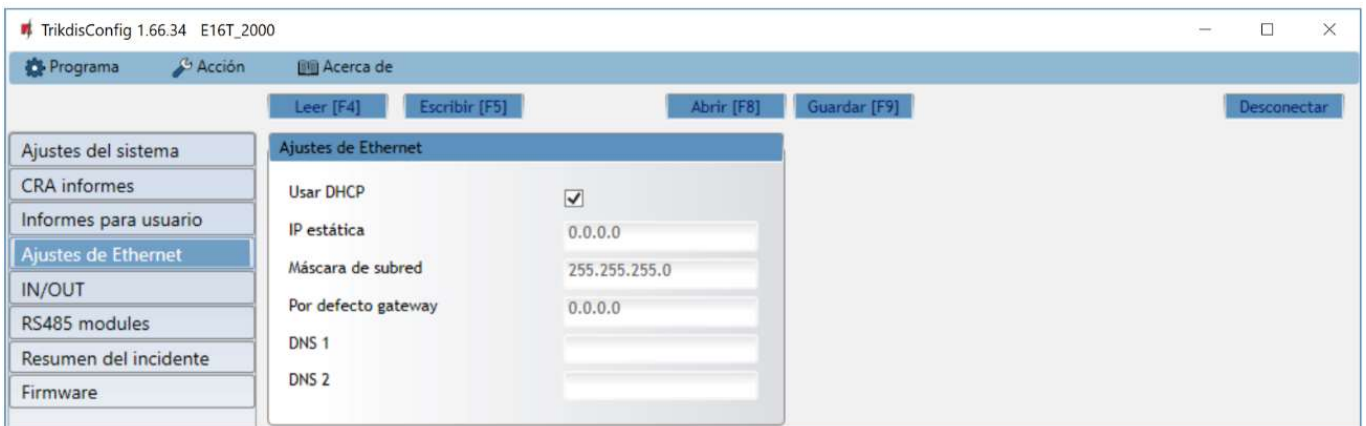 TrikdisConfig 1.66.34 E16T_2000
Programa Acción Acerca de
Leer [F4] Escribir [F5] Abrir [F8] Guardar [F9] Desconectar
Ajustes del sistema
CRA informes
Informes para usuario
Ajustes de Ethernet
IN/OUT
RS485 modules
Resumen del incidente
Firmware
Ajustes de Ethernet
Usar DHCP
IP estática 0.0.0.0
Máscara de subred 255.255.255.0
Por defecto gateway 0.0.0.0
DNS 1
DNS 2